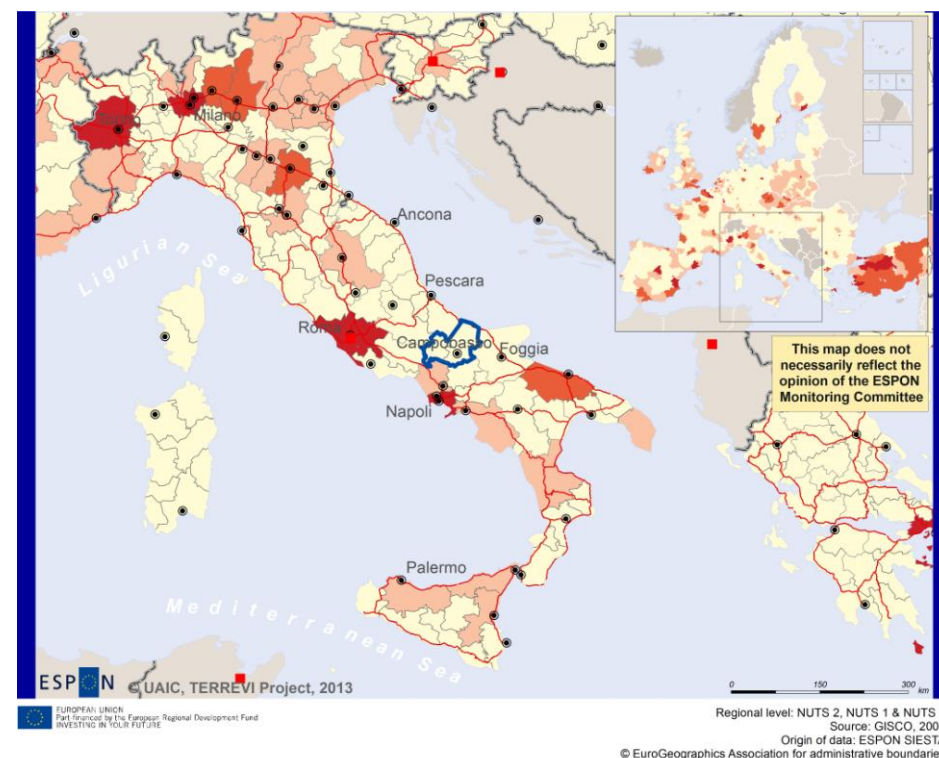 Torino
Milano
Ancona
Ligurian Sea
Pescara
Roma
Campobasso
Foggia
Napoli
Palermo
Mediterranean Sea
This map does not
necessarily reflect the
opinion of the ESPON
Monitoring Committee
ESPON © UAIC, TERREVI Project, 2013
0 150 300 km
EUROPEAN UNION
Part-financed by the European Regional Development Fund
INVESTING IN YOUR FUTURE
Regional level: NUTS 2, NUTS 1 & NUTS
Source: GISCO, 200
Origin of data: ESPON SIESTA
© EuroGeographics Association for administrative boundarie